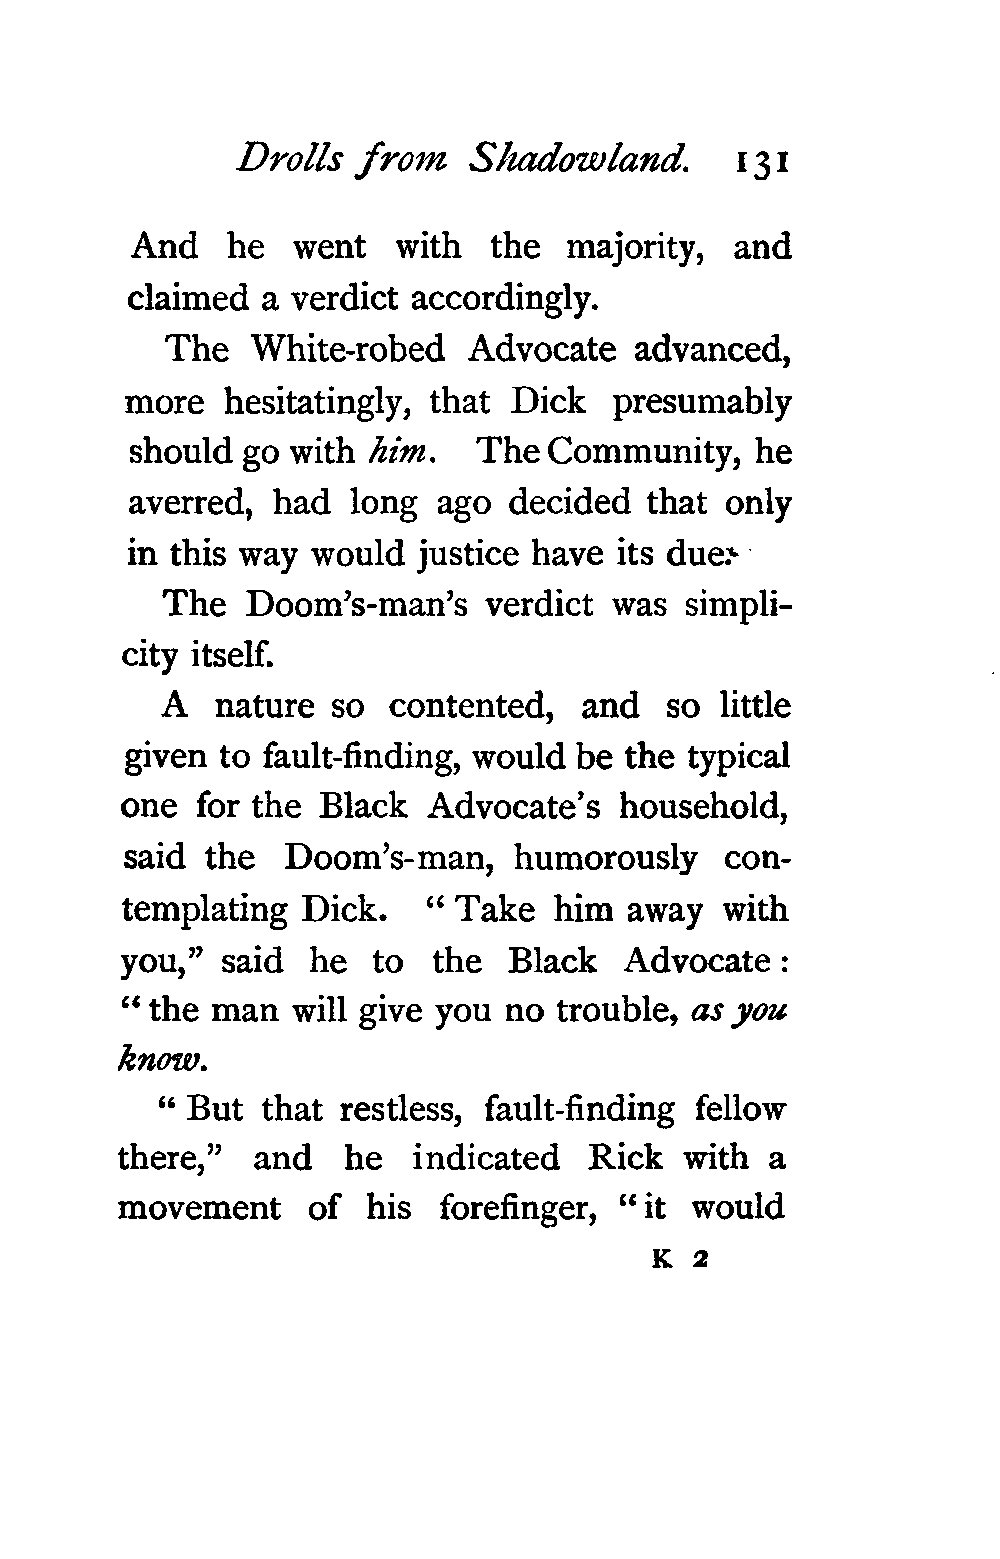 Drolls from Shadowland. 131
And he went with the majority, and
claimed a verdict accordingly.
The White-robed Advocate advanced,
more hesitatingly, that Dick presumably
should go with him. The Community, he
averred, had long ago decided that only
in this way would justice have its due.
The Doom's-man's verdict was simpli-
city itself.
A nature so contented, and so little
given to fault-finding, would be the typical
one for the Black Advocate's household,
said the Doom's-man, humorously con-
templating Dick. “Take him away with
you,” said he to the Black Advocate :
“the man will give you no trouble, as you
know.
“But that restless, fault-finding fellow
there,” and he indicated Rick with a
movement of his forefinger, “it would
K 2